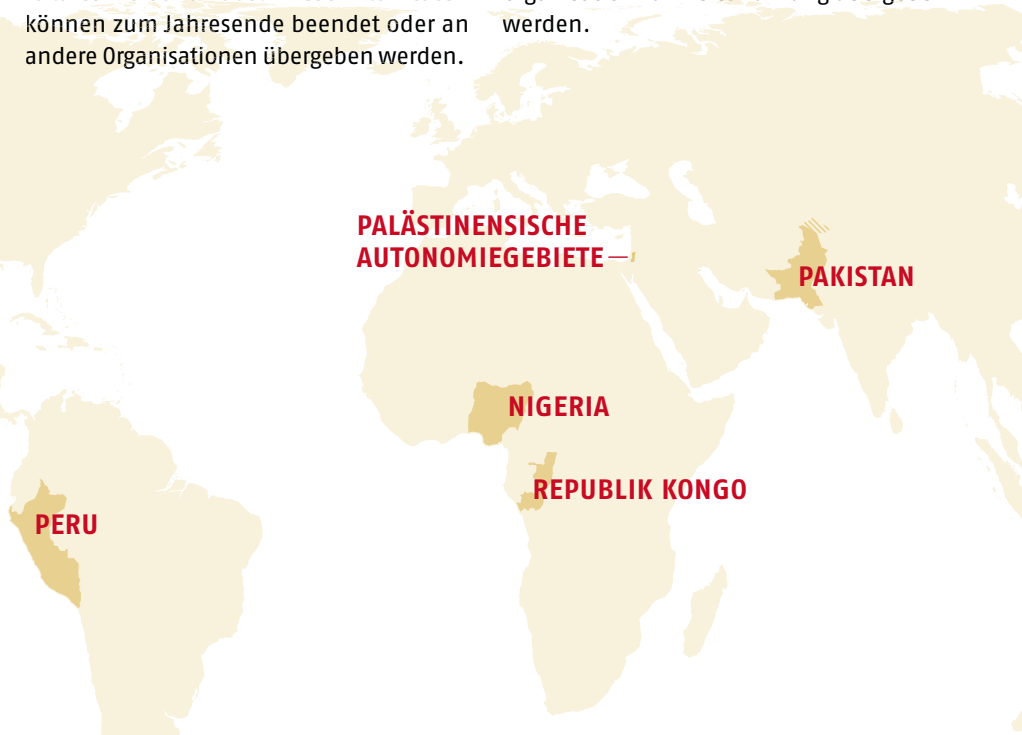 können zum Jahresende beendet oder an
andere Organisationen übergeben werden.
werden.
PALÄSTINENSISCHE
AUTONOMIEGEBIETE
PAKISTAN
NIGERIA
REPUBLIK KONGO
PERU